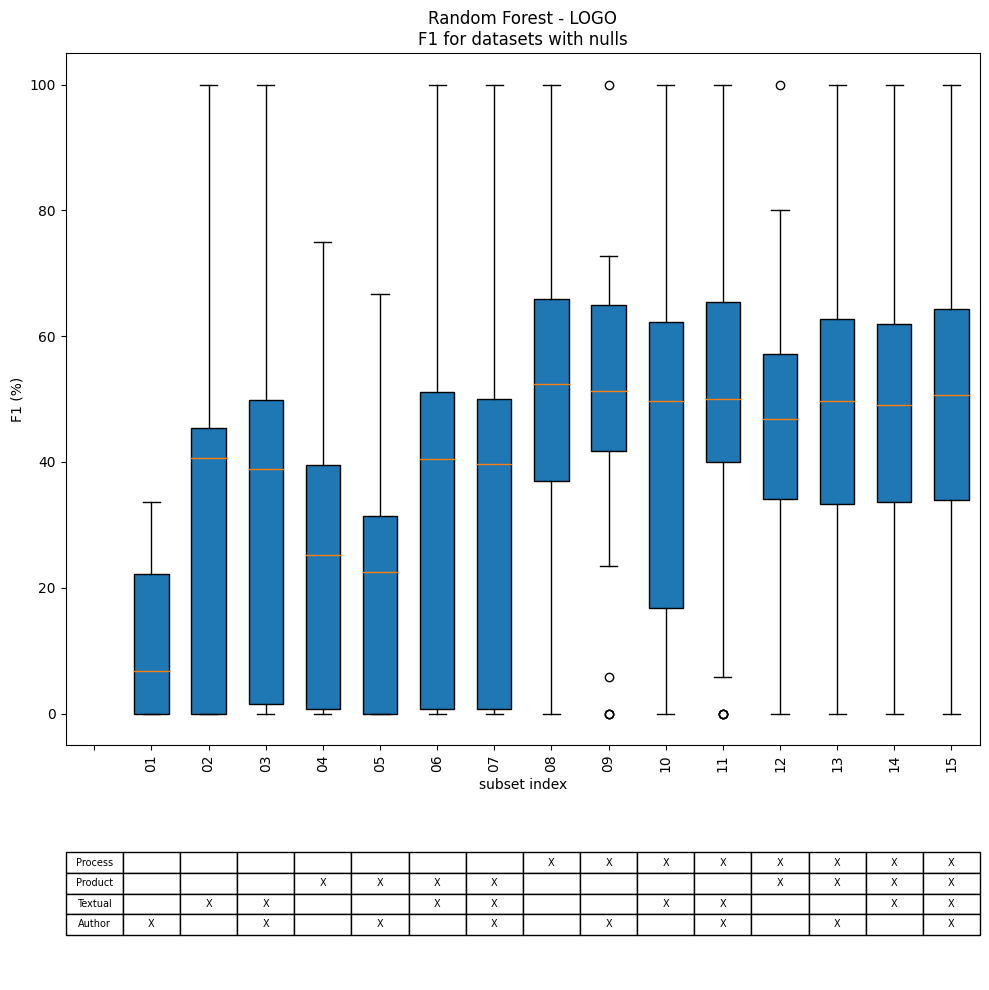 Random Forest - LOGO
F1 for datasets with nulls
F1 (%)
100
80
60
40
20
0
01 02 03 04 05 06 07 08 09 10 11 12 13 14 15
subset index
Process X X X X X X X X
Product X X X X X X X X
Textual X X X X X X X X
Author X X X X X X X X